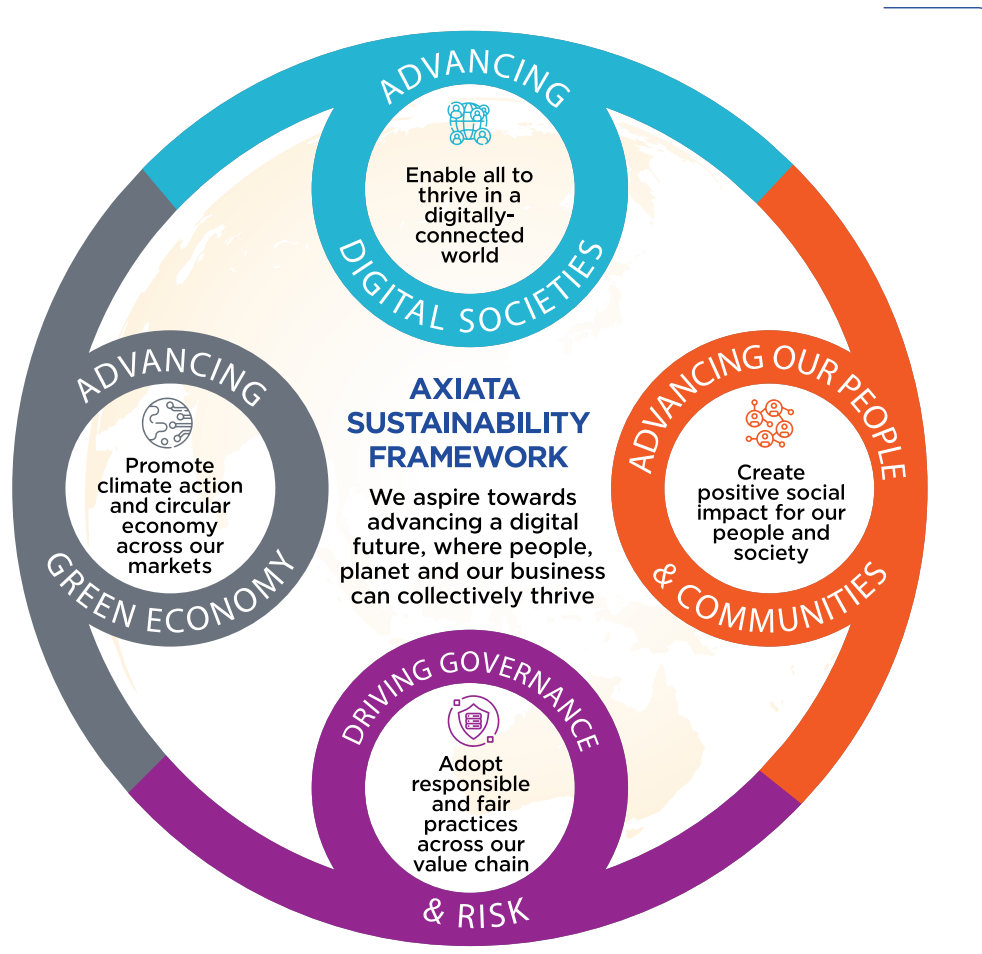 ADVANCING
DIGITAL SOCIETIES
Enable all to
thrive in a
digitally-
connected
world
ADVANCING
GREEN ECONOMY
Promote
climate action
and circular
economy
across our
markets
AXIATA
SUSTAINABILITY
FRAMEWORK
We aspire towards
advancing a digital
future, where people,
planet and our business
can collectively thrive
ADVANCING OUR PEOPLE
& COMMUNITIES
Create
positive social
impact for our
people and
society
DRIVING GOVERNANCE
& RISK
Adopt
responsible
and fair
practices
across our
value chain